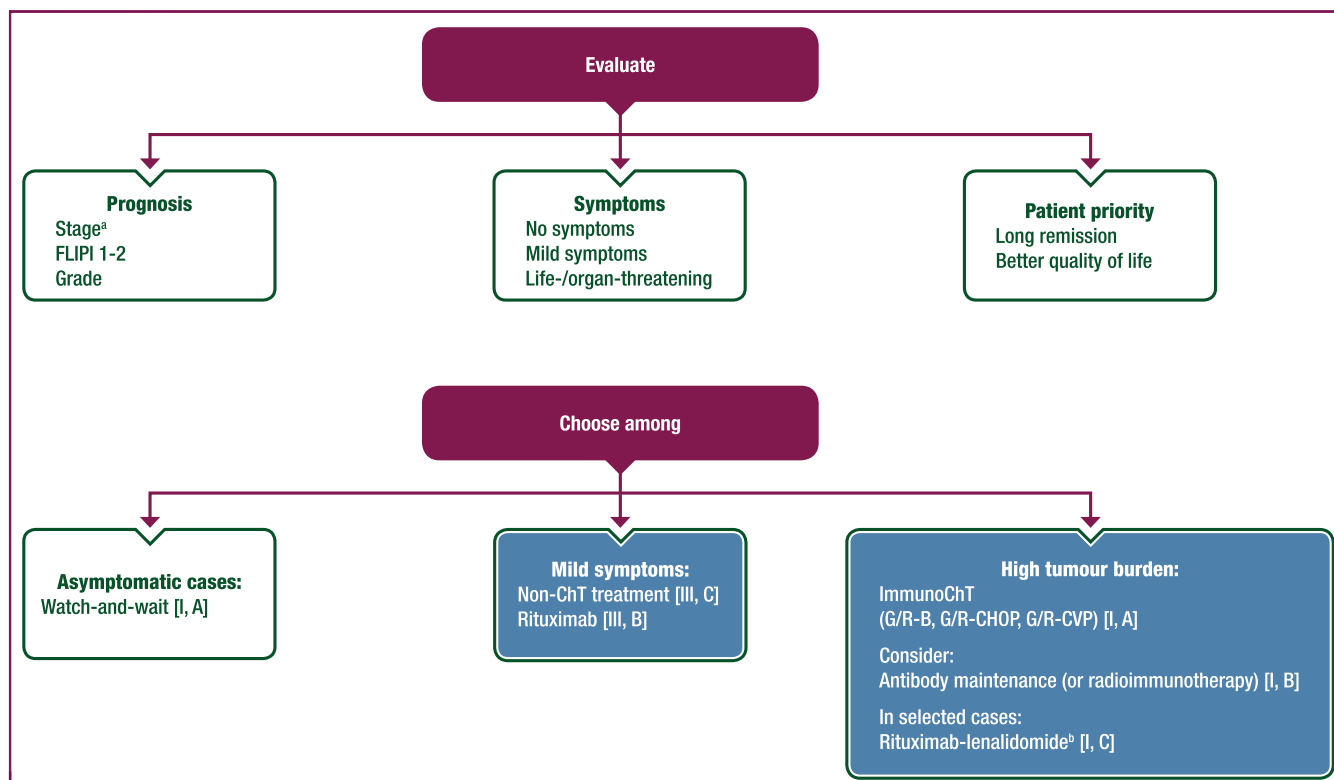 Evaluate
Prognosis
Stageᵃ
FLIPI 1-2
Grade
Symptoms
No symptoms
Mild symptoms
Life-/organ-threatening
Patient priority
Long remission
Better quality of life
Choose among
Asymptomatic cases:
Watch-and-wait [I, A]
Mild symptoms:
Non-ChT treatment [III, C]
Rituximab [III, B]
High tumour burden:
ImmunoChT
(G/R-B, G/R-CHOP, G/R-CVP) [I, A]
Consider:
Antibody maintenance (or radioimmunotherapy) [I, B]
In selected cases:
Rituximab-lenalidomideᵇ [I, C]